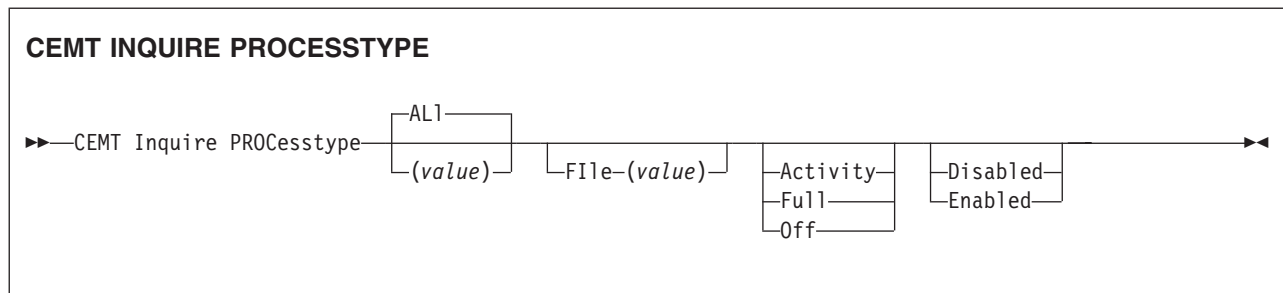 CEMT INQUIRE PROCESSTYPE
ALl
CEMT Inquire PROCesstype
(value)
FIle (value)
Activity
Full
Off
Disabled
Enabled